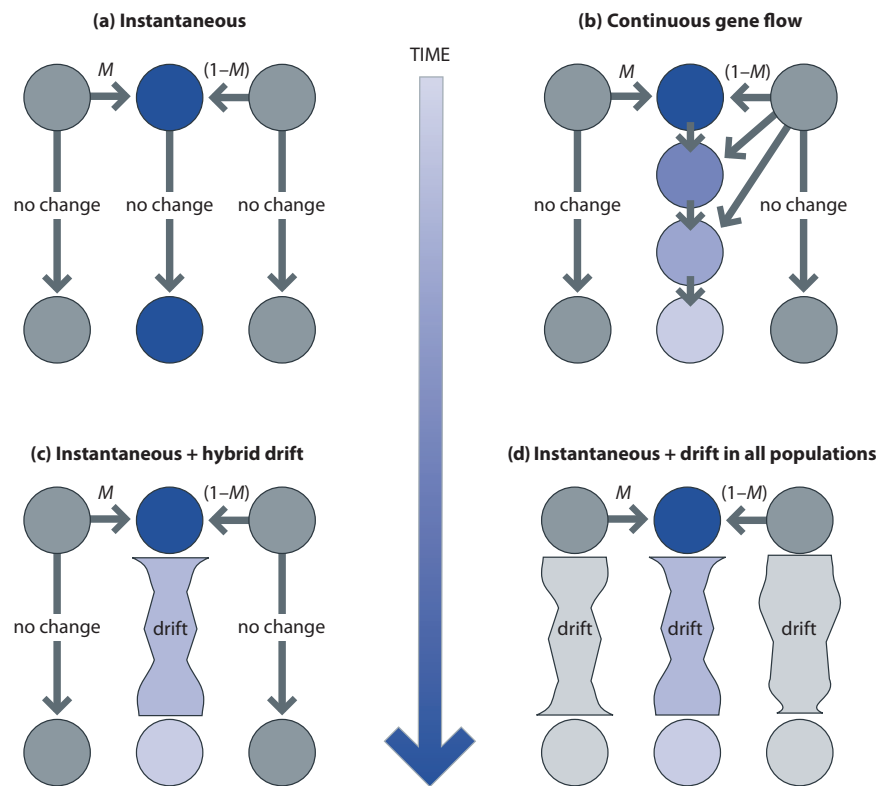 (a) Instantaneous
M
(1–M)
no change
no change
no change
TIME
(b) Continuous gene flow
M
(1–M)
no change
no change
(c) Instantaneous + hybrid drift
M
(1–M)
no change
drift
no change
(d) Instantaneous + drift in all populations
M
(1–M)
drift
drift
drift